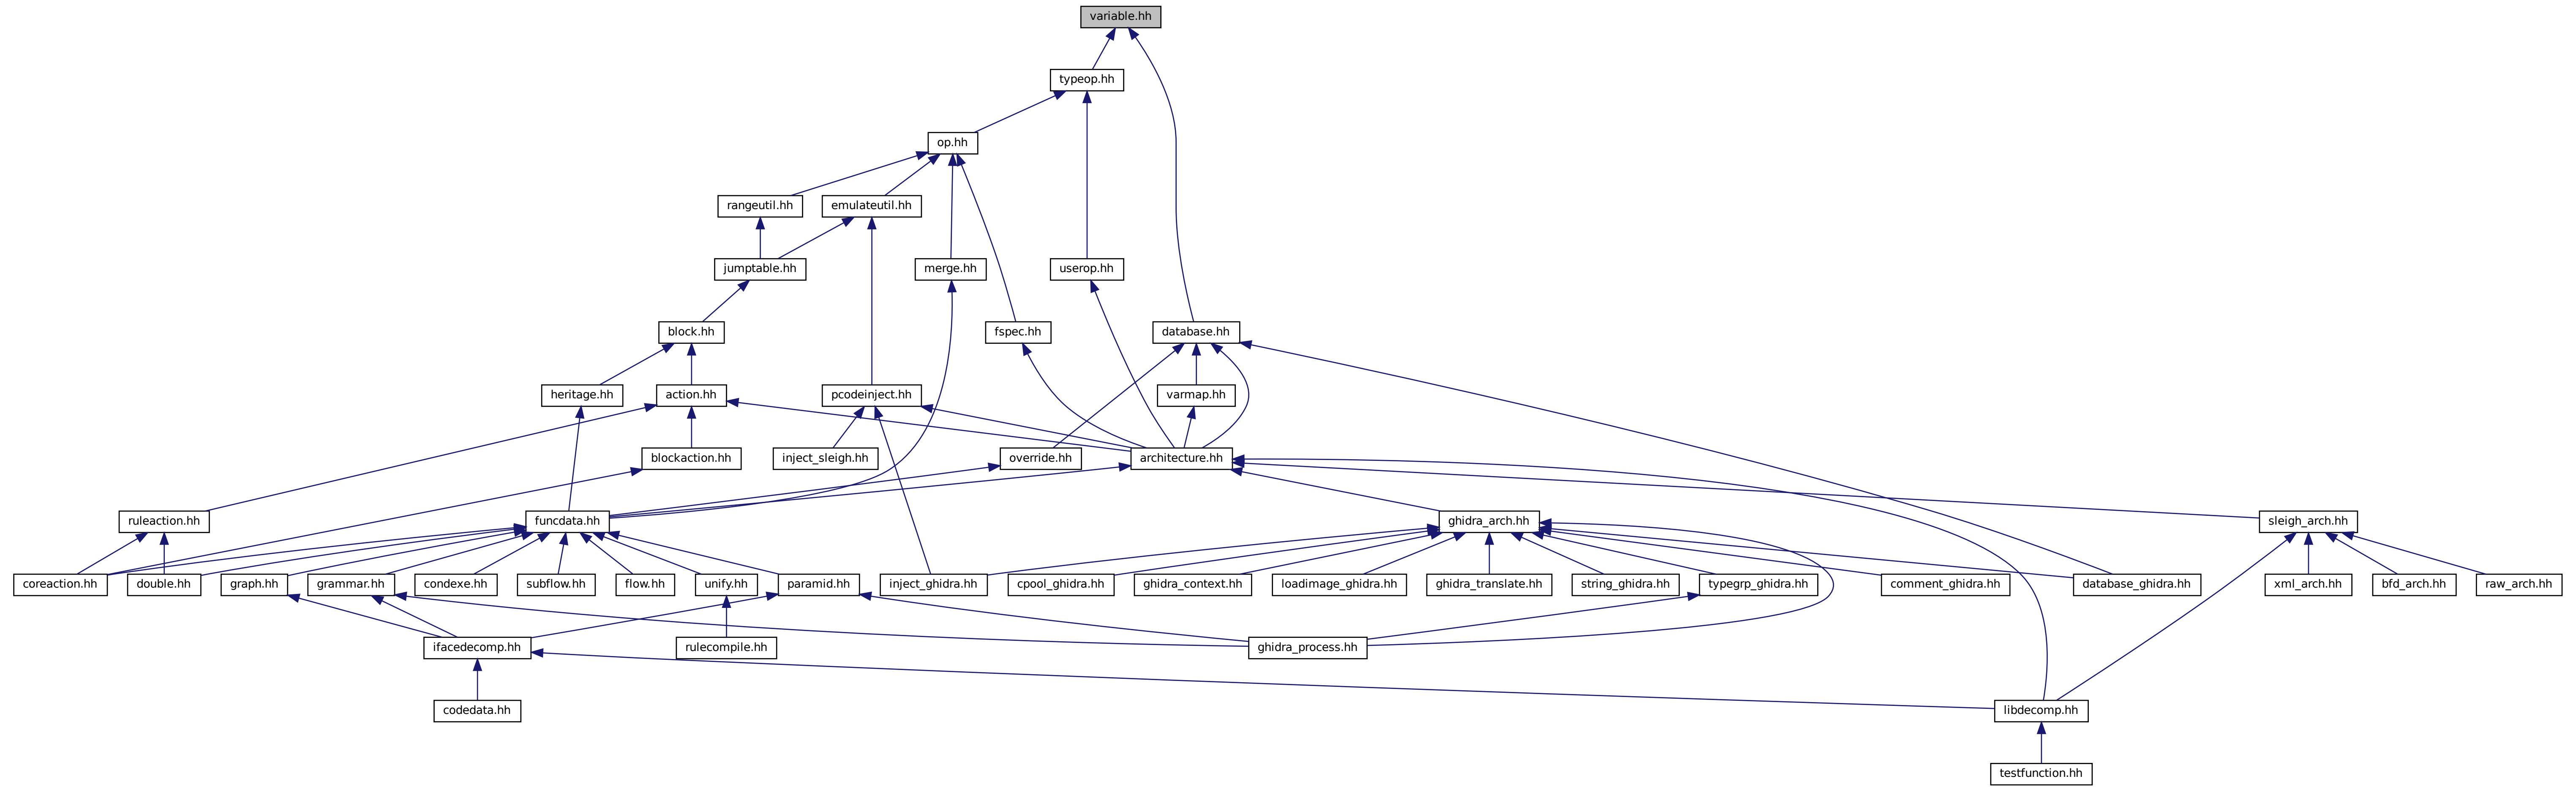 variable.hh
typeop.hh
op.hh
rangeutil.hh
emulateutil.hh
jumptable.hh
merge.hh
userop.hh
block.hh
fspec.hh
database.hh
heritage.hh
action.hh
pcodeinject.hh
varmap.hh
blockaction.hh
inject_sleigh.hh
override.hh
architecture.hh
ruleaction.hh
funcdata.hh
ghidra_arch.hh
sleigh_arch.hh
coreaction.hh
double.hh
graph.hh
grammar.hh
condexe.hh
subflow.hh
flow.hh
unify.hh
paramid.hh
inject_ghidra.hh
cpool_ghidra.hh
ghidra_context.hh
loadimage_ghidra.hh
ghidra_translate.hh
string_ghidra.hh
typegrp_ghidra.hh
comment_ghidra.hh
database_ghidra.hh
xml_arch.hh
bfd_arch.hh
raw_arch.hh
ifacedecomp.hh
rulecompile.hh
ghidra_process.hh
codedata.hh
libdecomp.hh
testfunction.hh